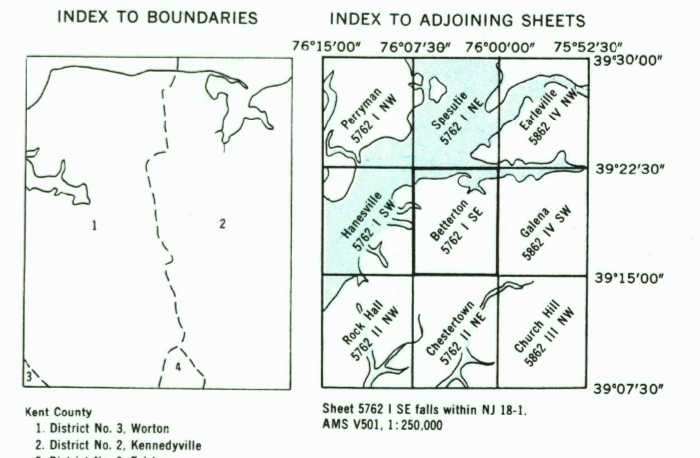 INDEX TO BOUNDARIES
INDEX TO ADJOINING SHEETS
76°15'00" 76°07'30" 76°00'00" 75°52'30"
39°30'00"
Perryman
5762 I NW
Spesutie
5762 I NE
Earleville
5862 IV NW
39°22'30"
Hanesville
5762 I SW
Betterton
5762 I SE
Galena
5862 IV SW
39°15'00"
Rock Hall
5762 II NW
Chestertown
5762 II NE
Church Hill
5862 III NW
39°07'30"
1
2
3
4
Kent County
1. District No. 3, Worton
2. District No. 2, Kennedyville
Sheet 5762 I SE falls within NJ 18-1,
AMS V501, 1:250,000